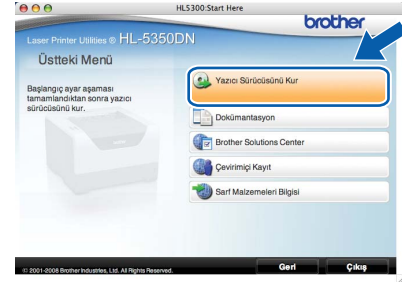 HL5300:Start Here
brother
Laser Printer Utilities ® HL-5350DN
Üstteki Menü
Başlangıç ayar aşaması
tamamlandıktan sonra yazıcı
sürücüsünü kur.
Yazıcı Sürücüsünü Kur
Dokümantasyon
Brother Solutions Center
Çevirimiçi Kayıt
Sarf Malzemeleri Bilgisi
© 2001-2008 Brother Industries, Ltd. All Rights Reserved.
Geri
Çıkış